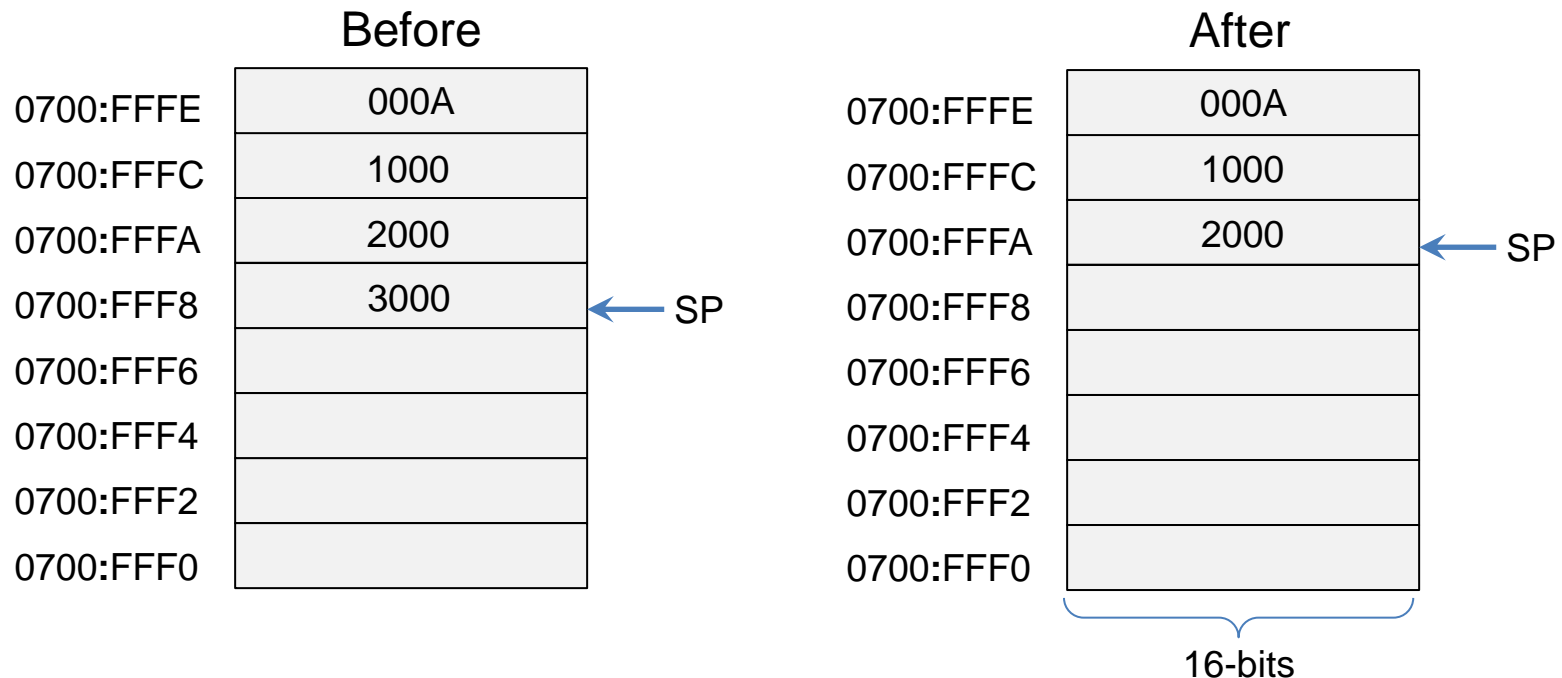 Before
0700:FFFE 000A
0700:FFFC 1000
0700:FFFA 2000
0700:FFF8 3000 SP
0700:FFF6
0700:FFF4
0700:FFF2
0700:FFF0
After
0700:FFFE 000A
0700:FFFC 1000
0700:FFFA 2000 SP
0700:FFF8
0700:FFF6
0700:FFF4
0700:FFF2
0700:FFF0
16-bits